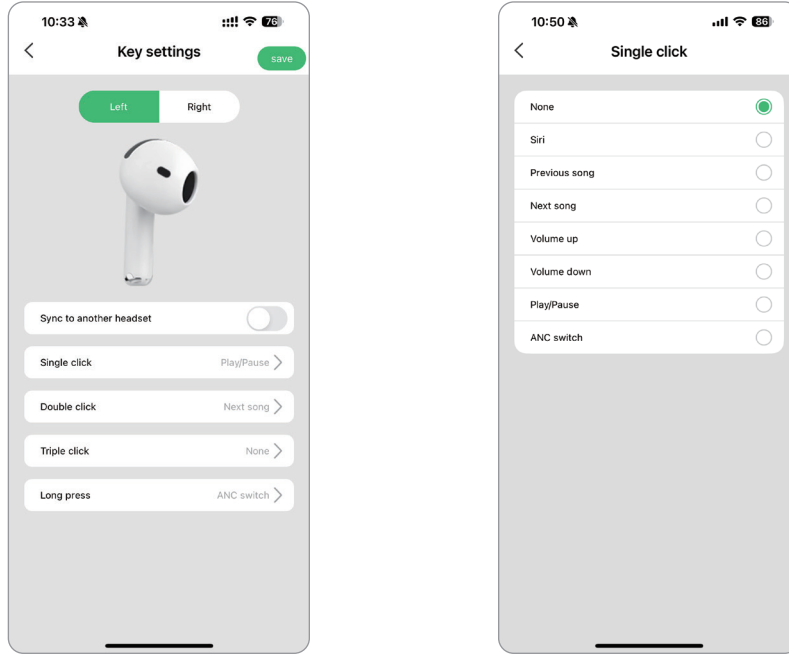 10:33 76
Key settings
save
Left Right
Sync to another headset
Single click Play/Pause
Double click Next song
Triple click None
Long press ANC switch
10:50 86
Single click
None
Siri
Previous song
Next song
Volume up
Volume down
Play/Pause
ANC switch